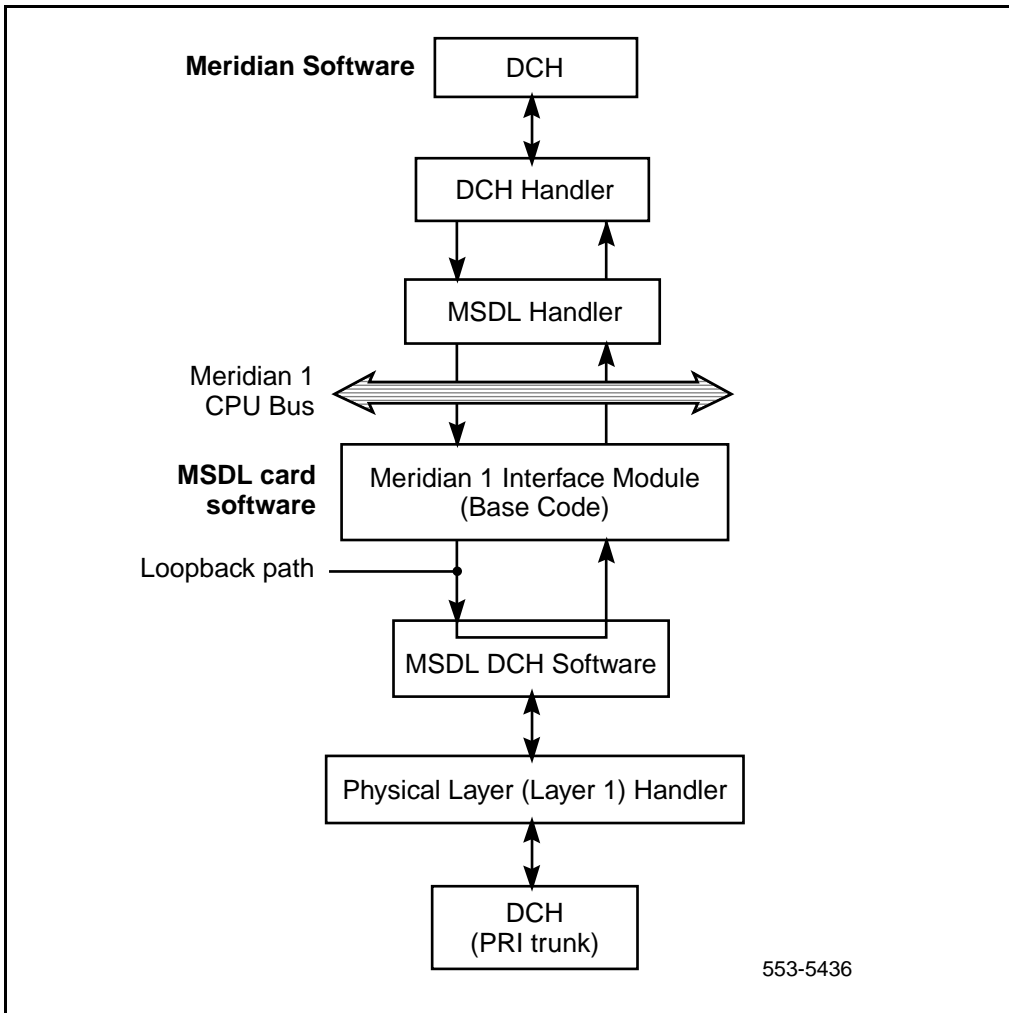 Meridian Software
DCH
DCH Handler
MSDL Handler
Meridian 1
CPU Bus
MSDL card
software
Meridian 1 Interface Module
(Base Code)
Loopback path
MSDL DCH Software
Physical Layer (Layer 1) Handler
DCH
(PRI trunk)
553-5436